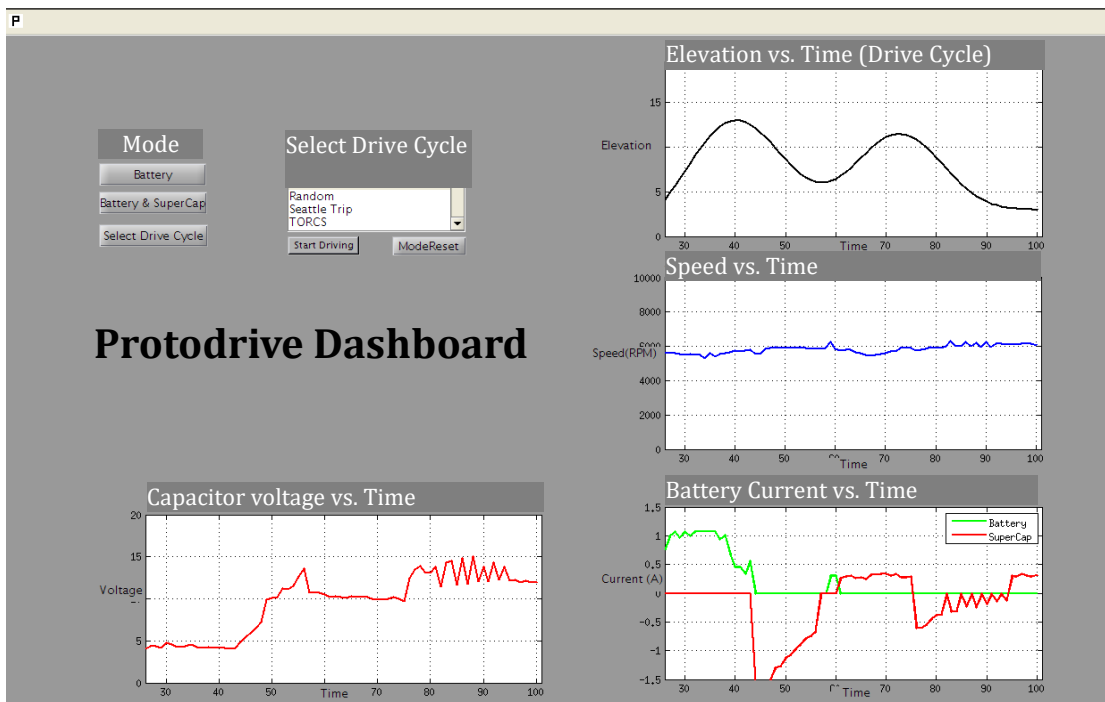 P
Mode
Battery
Battery & SuperCap
Select Drive Cycle
Select Drive Cycle
Random
Seattle Trip
TORCS
Start Driving
ModeReset
Protodrive Dashboard
Elevation vs. Time (Drive Cycle)
15
Elevation
5
0
30 40 50 Time 70 80 90 100
Speed vs. Time
10000
8000
Speed(RPM)
4000
2000
0
30 40 50 Time 70 80 90 100
Capacitor voltage vs. Time
20
15
Voltage
5
0
30 40 50 Time 70 80 90 100
Battery Current vs. Time
1.5
1
0.5
Current (A)
0
-0.5
-1
-1.5
30 40 50 Time 70 80 90 100
Battery
SuperCap